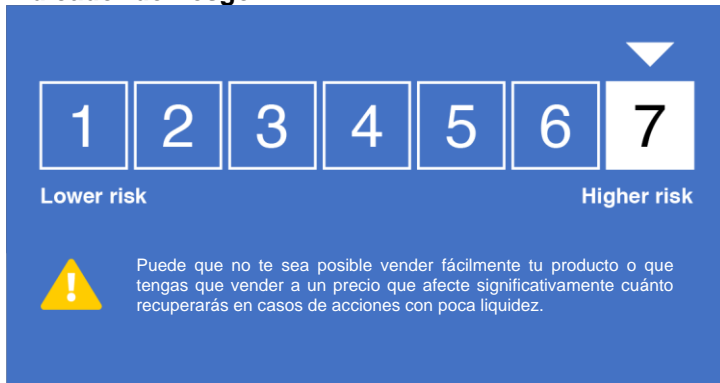 1 2 3 4 5 6 7
Lower risk Higher risk
Puede que no te sea posible vender fácilmente tu producto o que
tengas que vender a un precio que afecte significativamente cuánto
recuperarás en casos de acciones con poca liquidez.